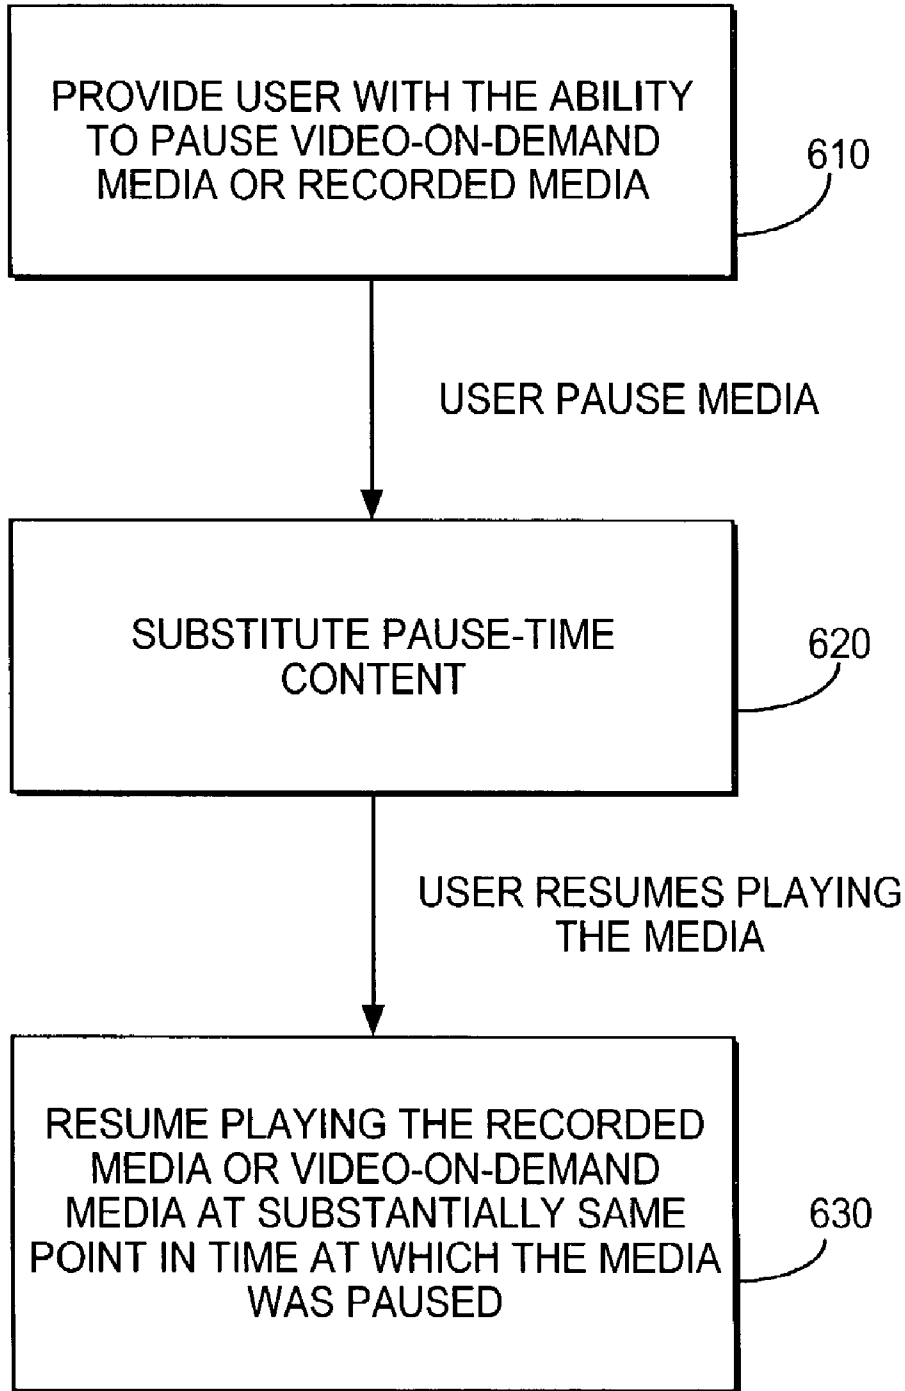 PROVIDE USER WITH THE ABILITY
TO PAUSE VIDEO-ON-DEMAND
MEDIA OR RECORDED MEDIA
610
USER PAUSE MEDIA
SUBSTITUTE PAUSE-TIME
CONTENT
620
USER RESUMES PLAYING
THE MEDIA
RESUME PLAYING THE RECORDED
MEDIA OR VIDEO-ON-DEMAND
MEDIA AT SUBSTANTIALLY SAME
POINT IN TIME AT WHICH THE MEDIA
WAS PAUSED
630